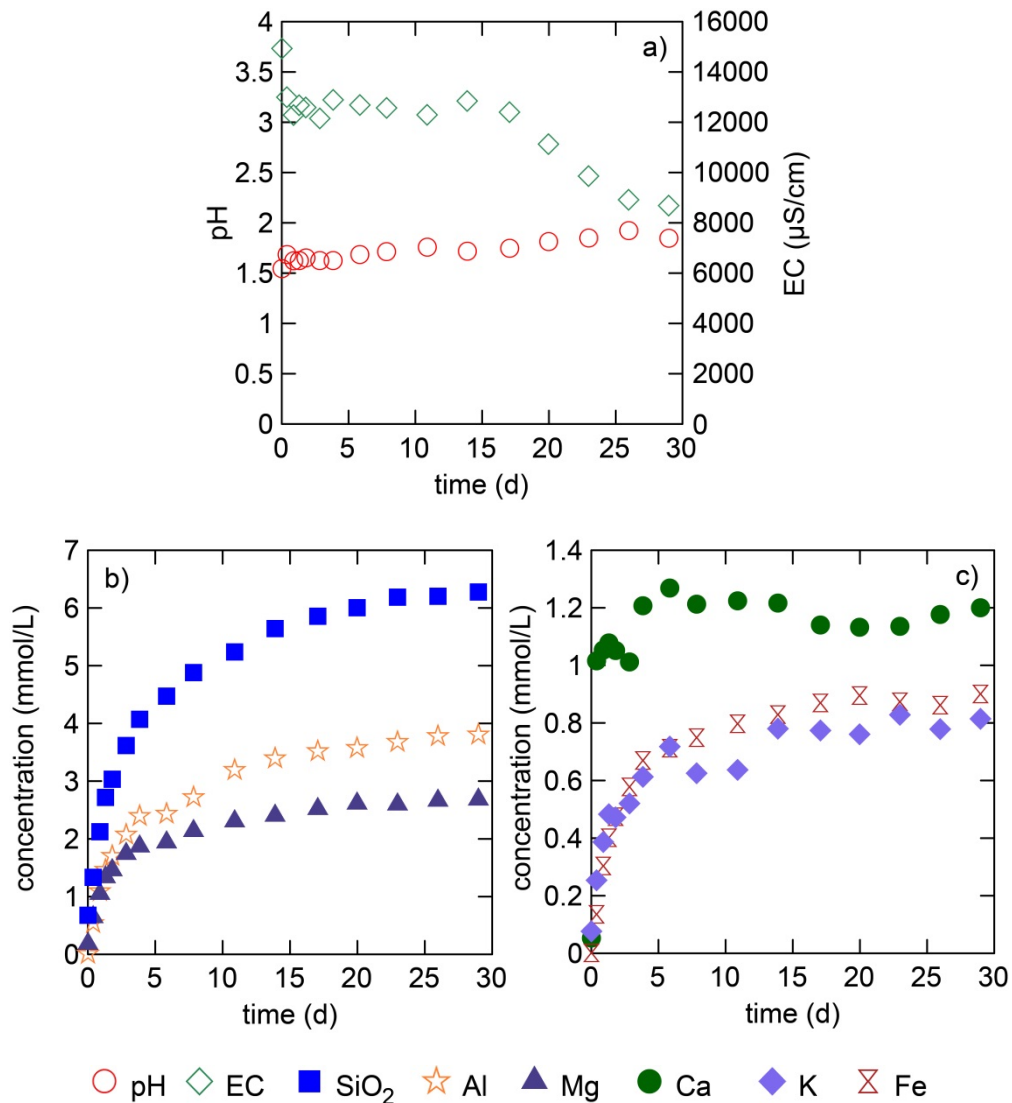 a)
4
3.5
3
2.5
2
1.5
1
0.5
0
pH
16000
14000
12000
10000
8000
6000
4000
2000
0
EC (µS/cm)
0 5 10 15 20 25 30
time (d)
b)
7
6
5
4
3
2
1
0
concentration (mmol/L)
0 5 10 15 20 25 30
time (d)
c)
1.4
1.2
1
0.8
0.6
0.4
0.2
0
concentration (mmol/L)
0 5 10 15 20 25 30
time (d)
pH EC SiO₂ Al Mg Ca K Fe